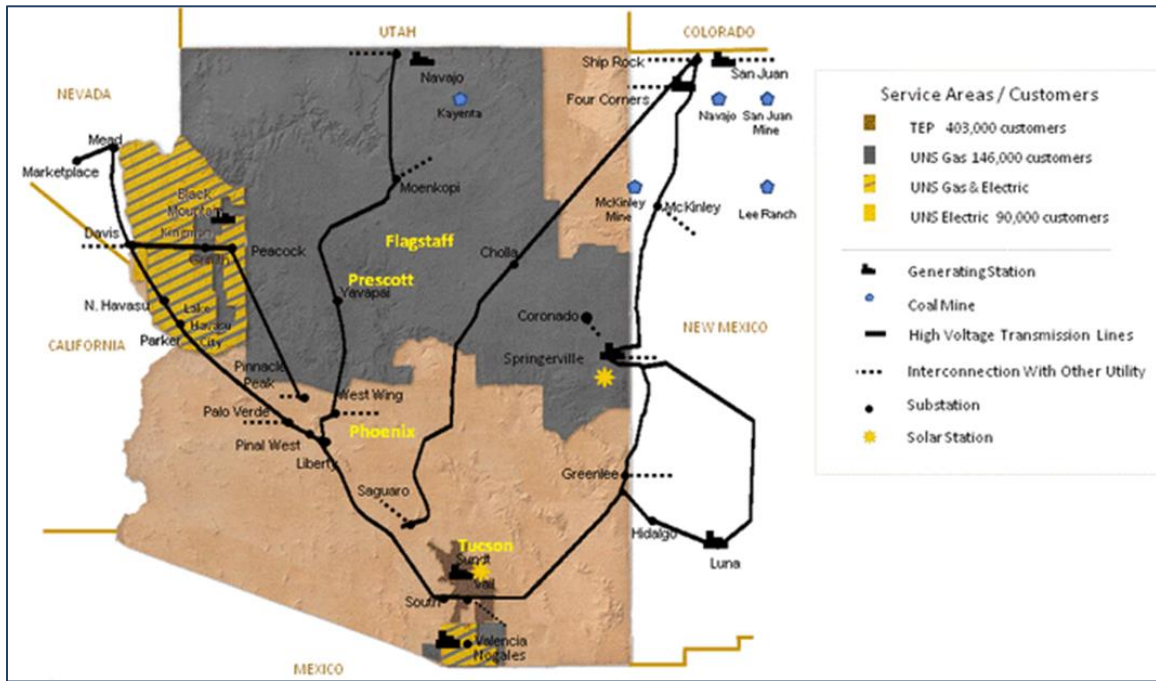 UTAH
COLORADO
Ship Rock
San Juan
Navajo
Four Corners
NEVADA
Kayenta
Navajo
San Juan
Mine
Mead
Marketplace
Moenkopi
Black
Mountain
McKinley
Mine
McKinley
Lee Ranch
Davis
Kingman
Peacock
Flagstaff
Cholla
Prescott
Yavapai
N. Havasu
Lake
Havasu
City
Parker
Coronado
NEW MEXICO
CALIFORNIA
Springerville
Pinnacle
Peak
West Wing
Palo Verde
Phoenix
Pinal West
Liberty
Greenlee
Saguaro
Hidalgo
Luna
Tucson
Vail
South
Valencia
Nogales
MEXICO
Service Areas / Customers
TEP 403,000 customers
UNS Gas 146,000 customers
UNS Gas & Electric
UNS Electric 90,000 customers
Generating Station
Coal Mine
High Voltage Transmission Lines
Interconnection With Other Utility
Substation
Solar Station